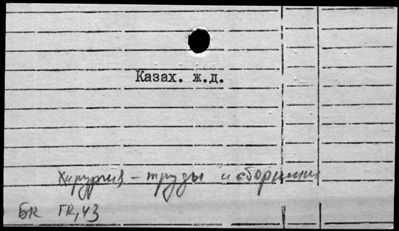 Казах. ж.д.
Хирургия - труды и сборники
БК ГК,43